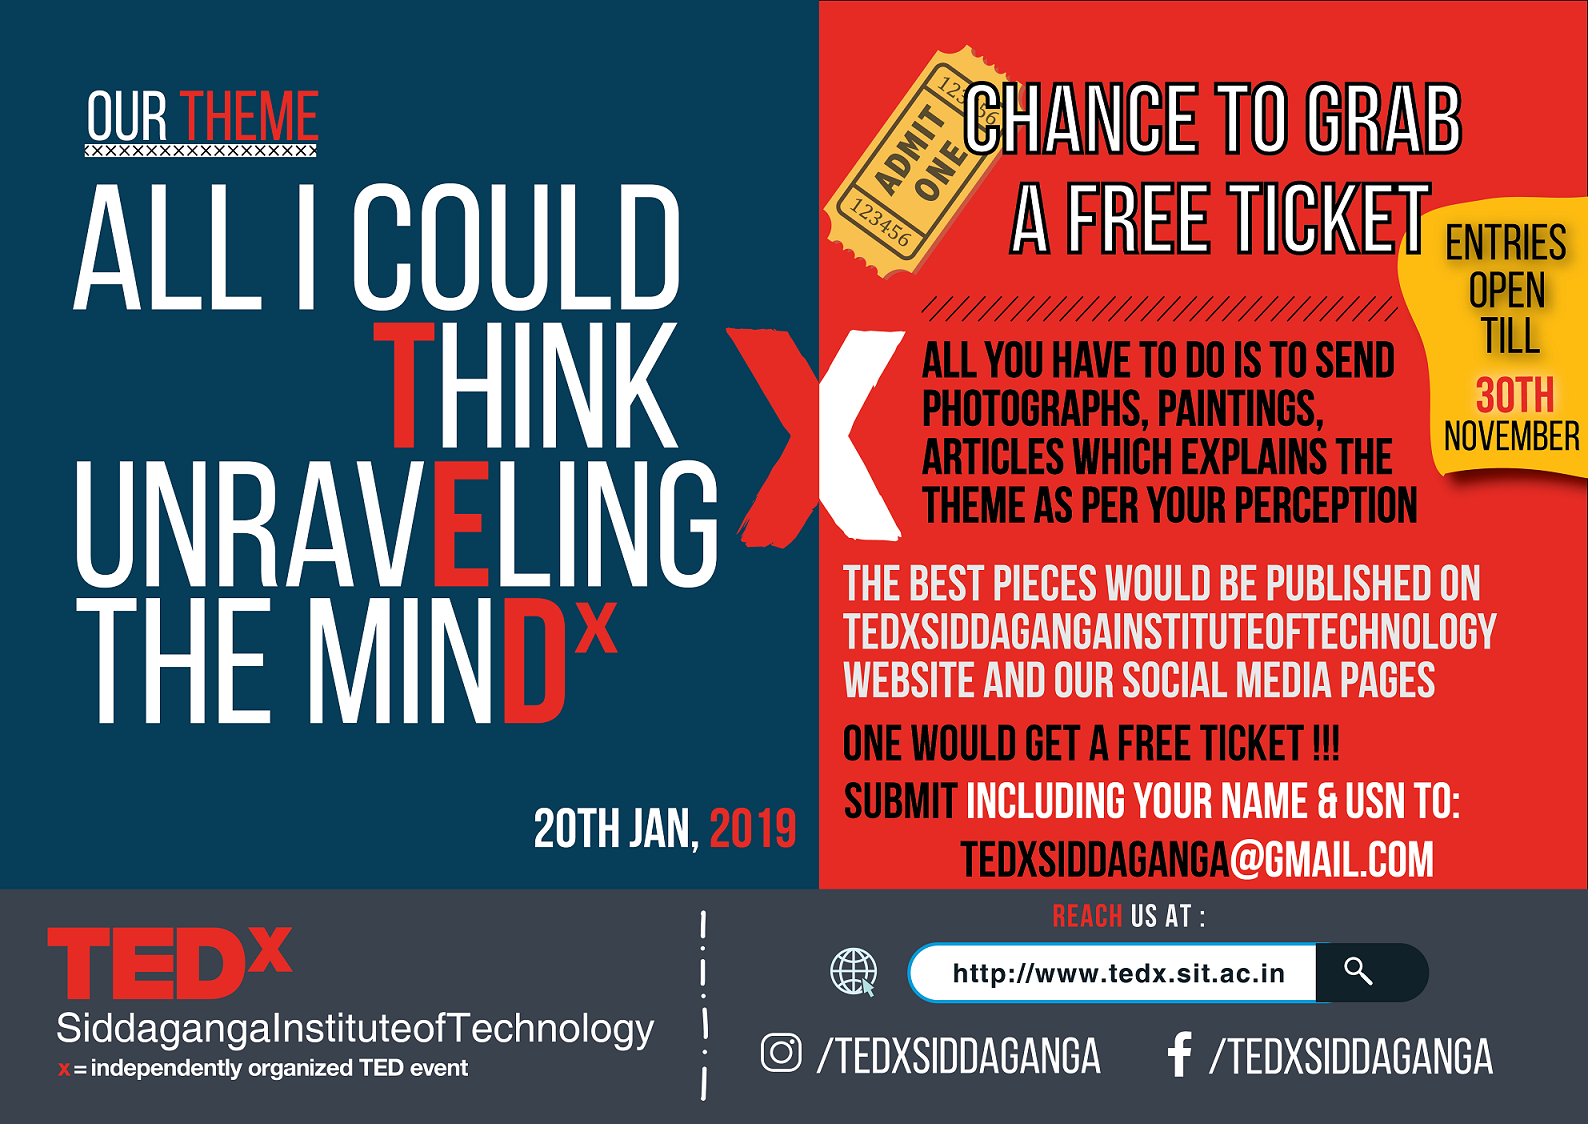 OUR THEME
XXXXXXXXXXXXXXXXXX
ALL I COULD
THINK
UNRAVELING
THE MINDx
20TH JAN, 2019
X
123456
ADMIT
ONE
123456
CHANCE TO GRAB
A FREE TICKET
ENTRIES
OPEN
TILL
30TH
NOVEMBER
ALL YOU HAVE TO DO IS TO SEND
PHOTOGRAPHS, PAINTINGS,
ARTICLES WHICH EXPLAINS THE
THEME AS PER YOUR PERCEPTION
THE BEST PIECES WOULD BE PUBLISHED ON
TEDXSIDDAGANGAINSTITUTEOFTECHNOLOGY
WEBSITE AND OUR SOCIAL MEDIA PAGES
ONE WOULD GET A FREE TICKET !!!
SUBMIT INCLUDING YOUR NAME & USN TO:
TEDXSIDDAGANGA@GMAIL.COM
TEDx
SiddagangaInstituteofTechnology
x = independently organized TED event
REACH US AT :
http://www.tedx.sit.ac.in
/TEDXSIDDAGANGA
/TEDXSIDDAGANGA